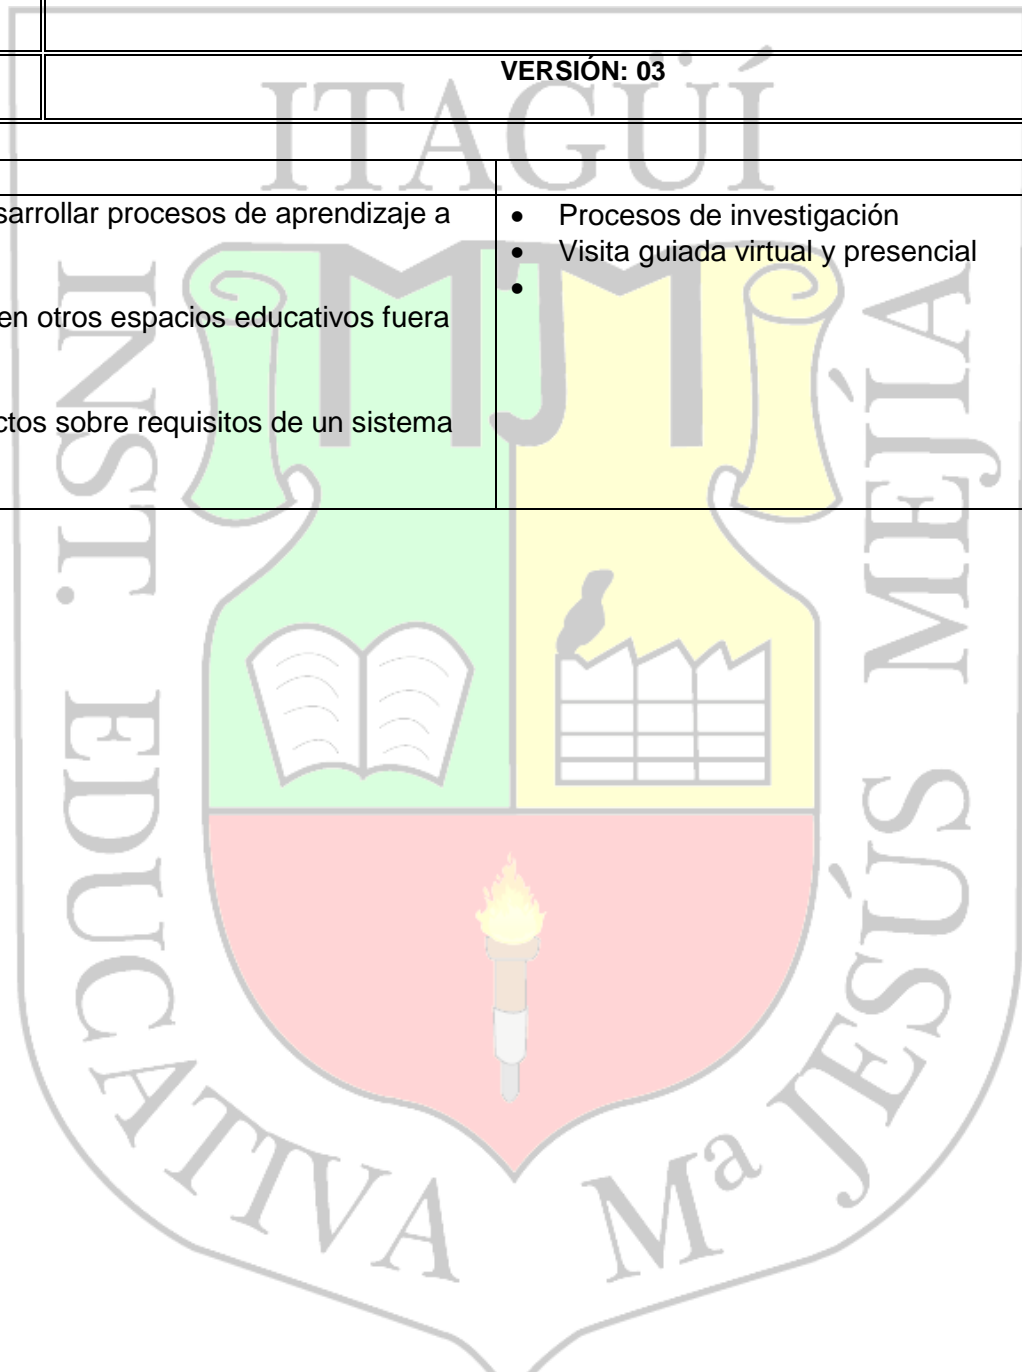 VERSIÓN: 03
ITAGÜÍ
sarrollar procesos de aprendizaje a
en otros espacios educativos fuera
ctos sobre requisitos de un sistema
• Procesos de investigación
• Visita guiada virtual y presencial
•
MJM
INST. EDUCATIVA Mª JESÚS MEJÍA